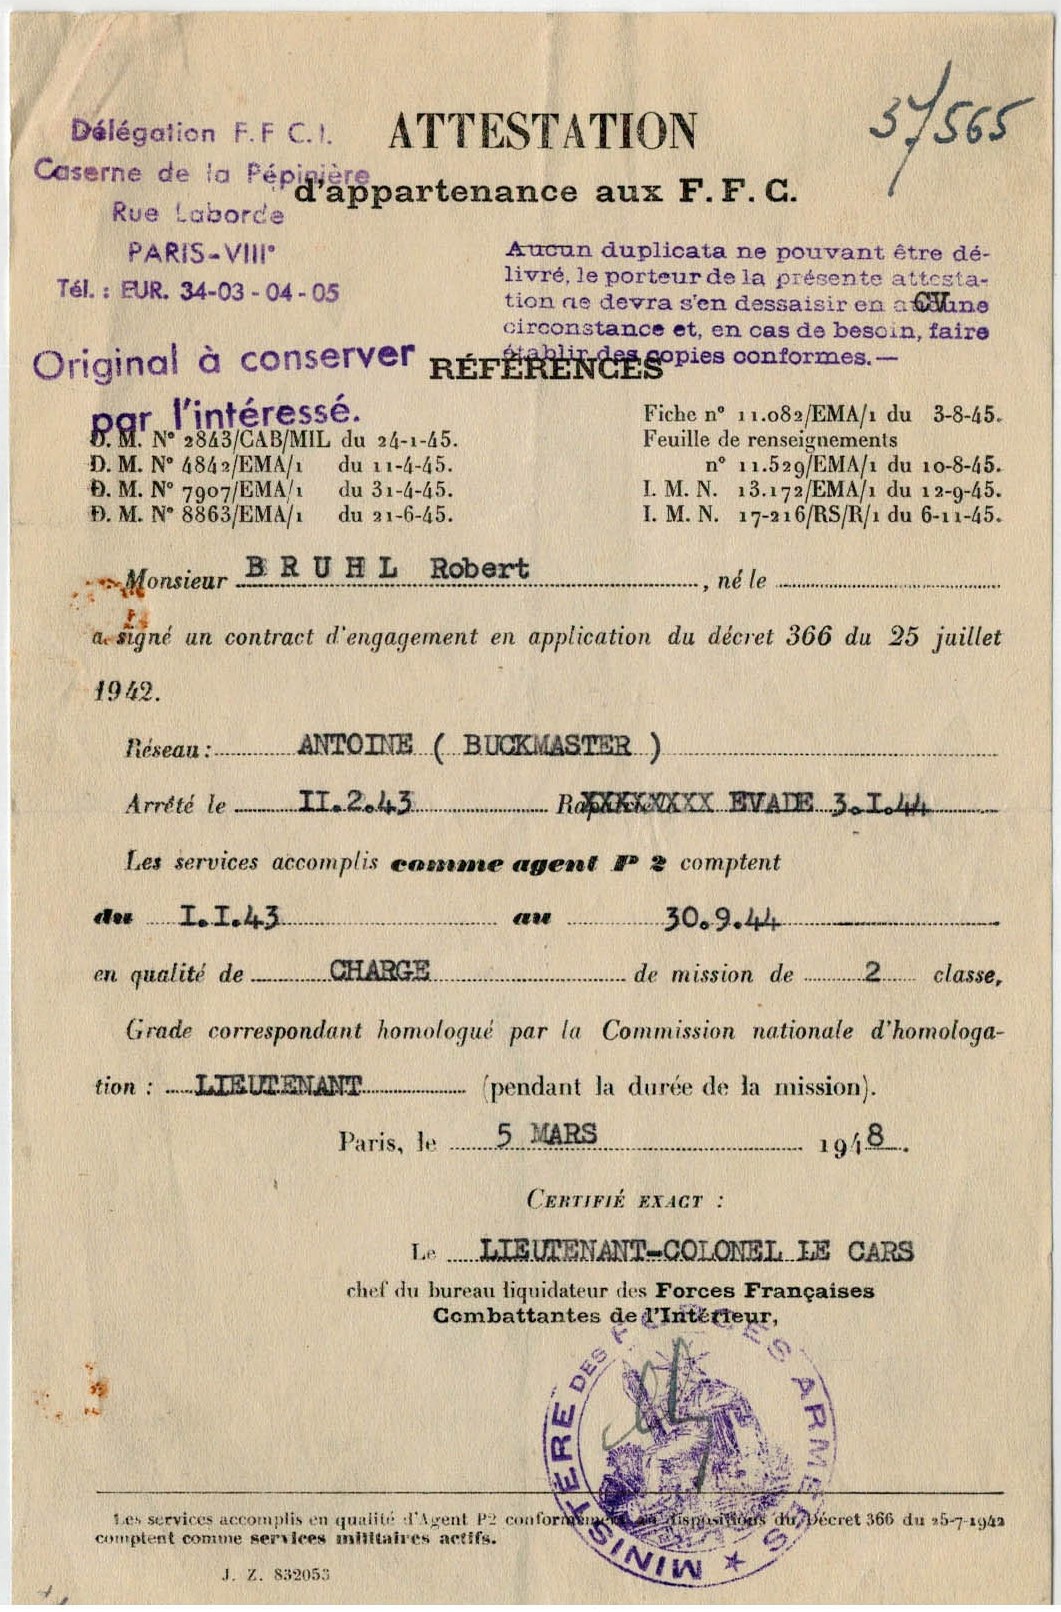 37/565
Délégation F.F C.I.
Caserne de la Pépinière
Rue Laborde
PARIS-VIII°
Tél. : EUR. 34-03-04-05
ATTESTATION
d'appartenance aux F. F. C.
Aucun duplicata ne pouvant être dé-
livré, le porteur de la présente attesta-
tion ne devra s'en dessaisir en aucune
CV
circonstance et, en cas de besoin, faire
établir des copies conformes.—
Original à conserver
par l'intéressé.
RÉFÉRENCES
D. M. N° 2843/CAB/MIL du 24-1-45.
D. M. N° 4842/EMA/1 du 11-4-45.
D. M. N° 7907/EMA/1 du 31-4-45.
D. M. N° 8863/EMA/1 du 21-6-45.
Fiche n° 11.082/EMA/1 du 3-8-45.
Feuille de renseignements
n° 11.529/EMA/1 du 10-8-45.
I. M. N. 13.172/EMA/1 du 12-9-45.
I. M. N. 17-216/RS/R/1 du 6-11-45.
Monsieur B R U H L Robert , né le
a signé un contract d'engagement en application du décret 366 du 25 juillet
1942.
Réseau : ANTOINE ( BUCKMASTER )
Arrêté le II.2.43 EVADE 3.I.44
Les services accomplis comme agent P 2 comptent
du I.I.43 au 30.9.44
en qualité de CHARGE de mission de 2 classe,
Grade correspondant homologué par la Commission nationale d'homologa-
tion : LIEUTENANT (pendant la durée de la mission).
Paris, le 5 MARS 1948.
CERTIFIÉ EXACT :
Le LIEUTENANT-COLONEL LE CARS
chef du bureau liquidateur des Forces Françaises
Combattantes de l'Intérieur,
MINISTÈRE DES FORCES ARMÉES
Les services accomplis en qualité d'Agent P2 conformément au dispositions du Décret 366 du 25-7-1942
comptent comme services militaires actifs.
J. Z. 832053